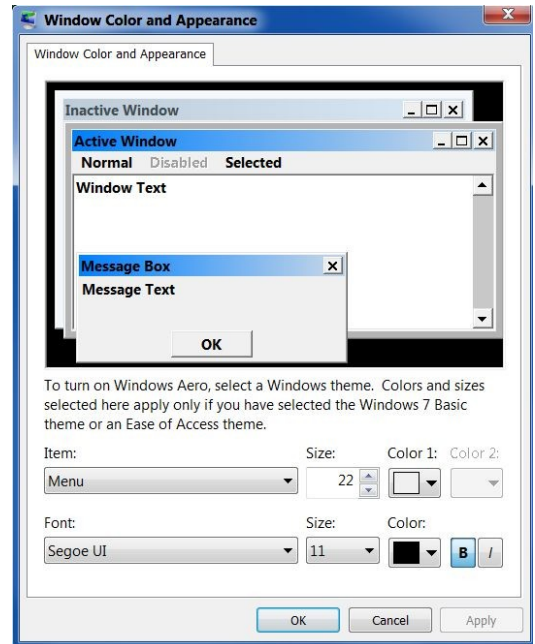 Window Color and Appearance
Window Color and Appearance
Inactive Window
Active Window
Normal Disabled Selected
Window Text
Message Box
Message Text
OK
To turn on Windows Aero, select a Windows theme. Colors and sizes
selected here apply only if you have selected the Windows 7 Basic
theme or an Ease of Access theme.
Item: Size: Color 1: Color 2:
Menu 22
Font: Size: Color:
Segoe UI 11 B I
OK Cancel Apply